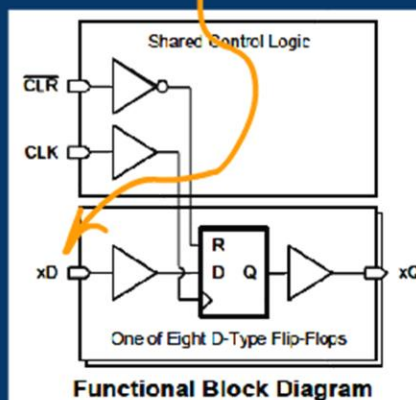 Shared Control Logic
CLR
CLK
R
xD
D Q
xQ
One of Eight D-Type Flip-Flops
Functional Block Diagram